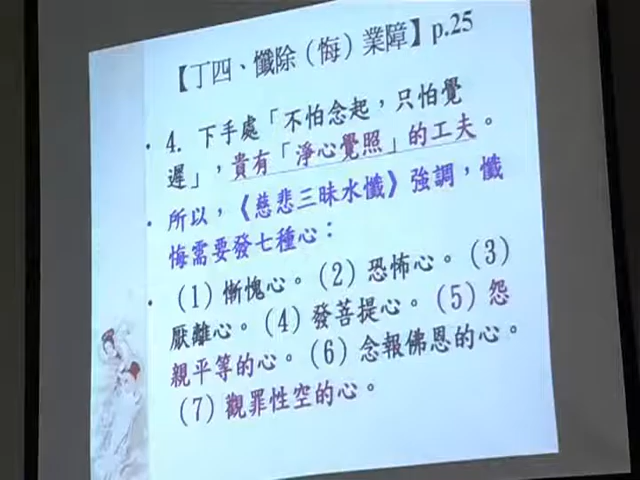 【丁四、懺除（悔）業障】p.25
• 4. 下手處「不怕念起，只怕覺
遲」，貴有「淨心覺照」的工夫。
• 所以，《慈悲三昧水懺》強調，懺
悔需要發七種心：
• (1) 慚愧心。(2) 恐怖心。(3)
厭離心。(4) 發菩提心。(5) 怨
親平等的心。(6) 念報佛恩的心。
(7) 觀罪性空的心。